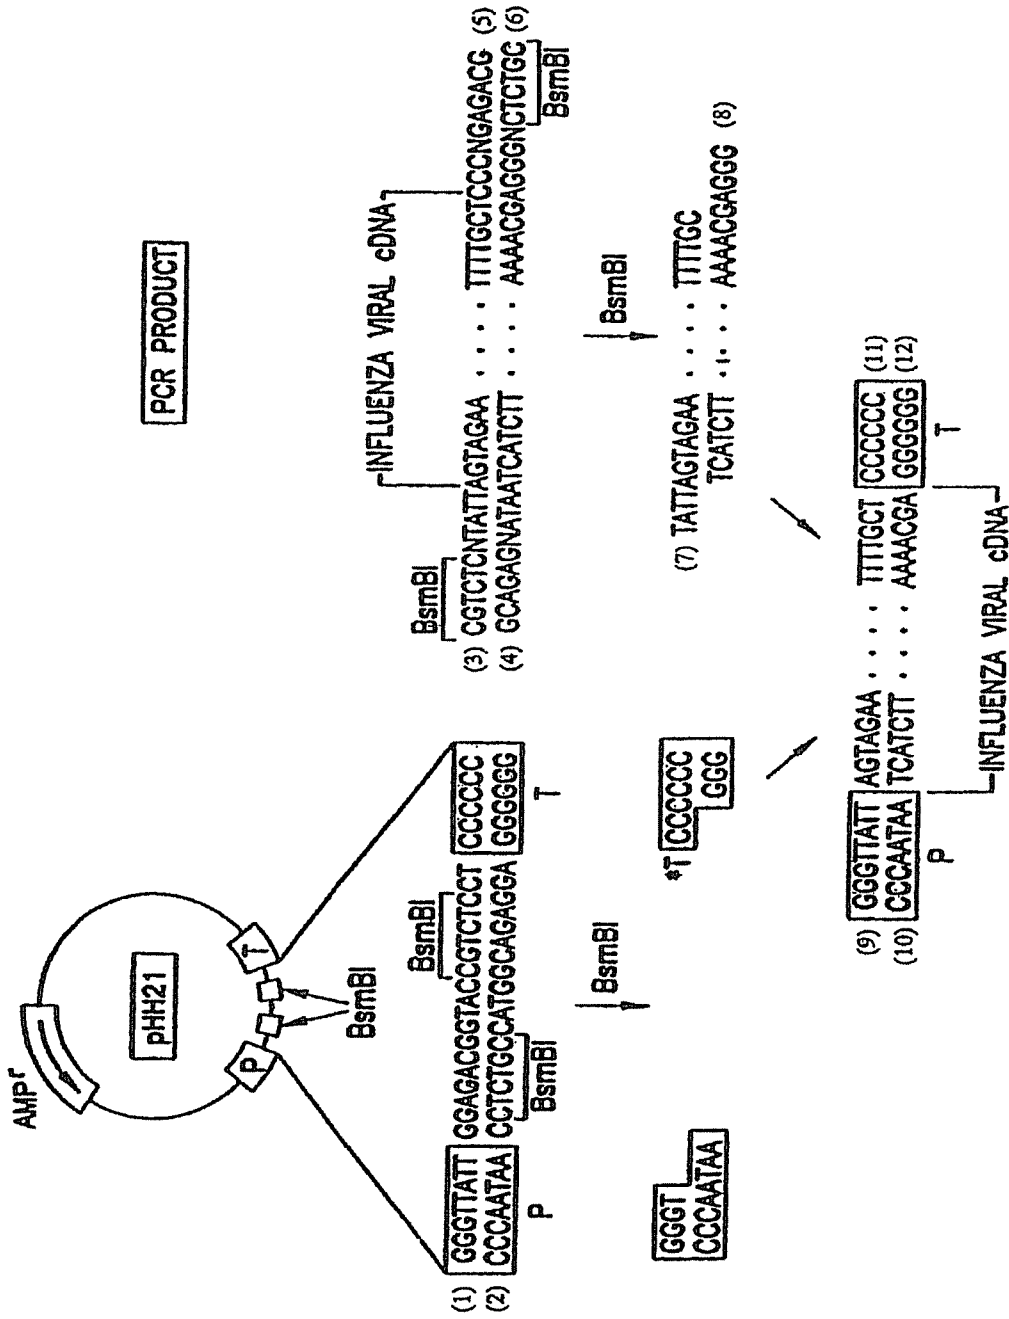 AMPr
pHH21
P
T
BsmBI
PCR PRODUCT
INFLUENZA VIRAL cDNA
BsmBI
(1) GGGTTATT GGAGACGGTACCGTCTCCT CCCCCC
(2) CCCAATAA CCTCTGCCATGGCAGAGGA GGGGGG
P
BsmBI
T
BsmBI
(3) CGTCTCNTATTAGTAGAA .... TTTTGCTCCCNGAGACG (5)
(4) GCAGAGNATAATCATCTT .... AAAACGAGGGNCTCTGC (6)
BsmBI
BsmBI
BsmBI
GGGT
CCCAATAA
*T CCCCCC
GGG
(7) TATTAGTAGAA .... TTTTGC
TCATCTT .... AAAACGAGGG (8)
(9) GGGTTATT AGTAGAA ..... TTTTGCT CCCCCC (11)
(10) CCCAATAA TCATCTT ..... AAAACGA GGGGGG (12)
P
T
INFLUENZA VIRAL cDNA